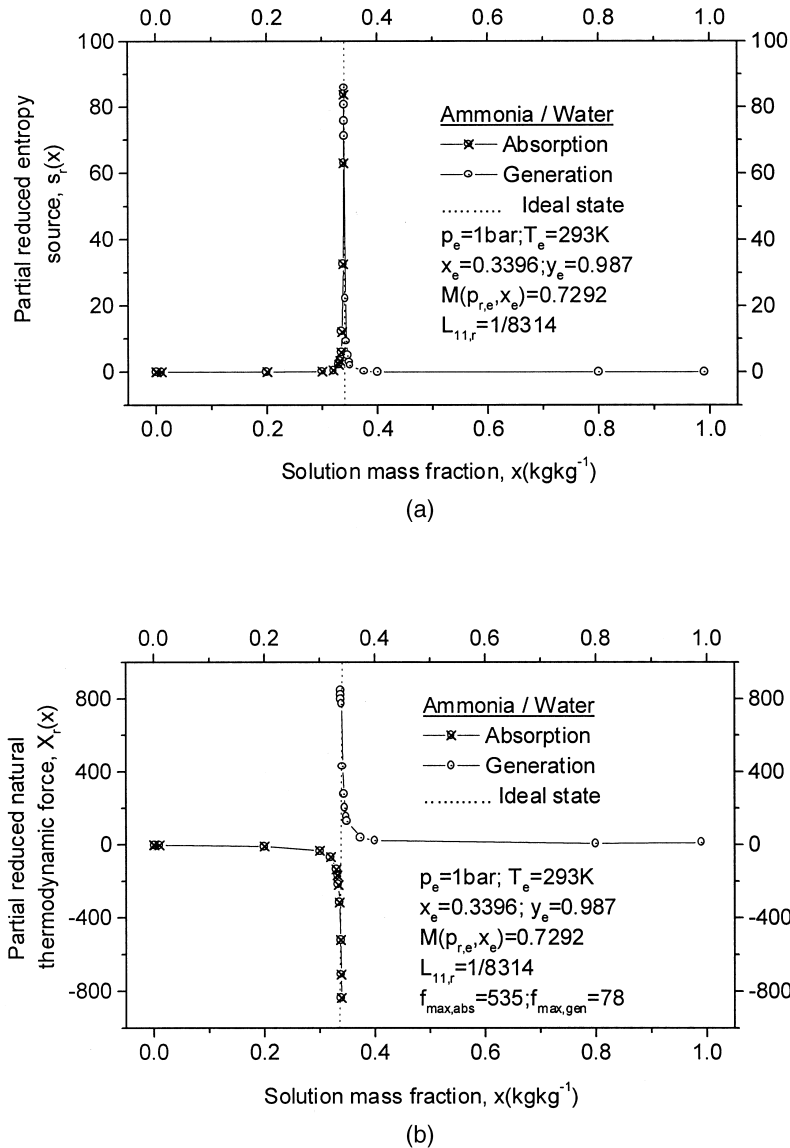 0.0 0.2 0.4 0.6 0.8 1.0
100 100
80 80
60 60
40 40
20 20
0 0
Partial reduced entropy
source, s_r(x)
Ammonia / Water
Absorption
Generation
Ideal state
p_e=1bar;T_e=293K
x_e=0.3396;y_e=0.987
M(p_r,e,x_e)=0.7292
L_11,r=1/8314
0.0 0.2 0.4 0.6 0.8 1.0
Solution mass fraction, x(kgkg⁻¹)
(a)
0.0 0.2 0.4 0.6 0.8 1.0
800 800
400 400
0 0
-400 -400
-800 -800
Partial reduced natural
thermodynamic force, X_r(x)
Ammonia / Water
Absorption
Generation
Ideal state
p_e=1bar; T_e=293K
x_e=0.3396; y_e=0.987
M(p_r,e,x_e)=0.7292
L_11,r=1/8314
f_max,abs=535;f_max,gen=78
0.0 0.2 0.4 0.6 0.8 1.0
Solution mass fraction, x(kgkg⁻¹)
(b)